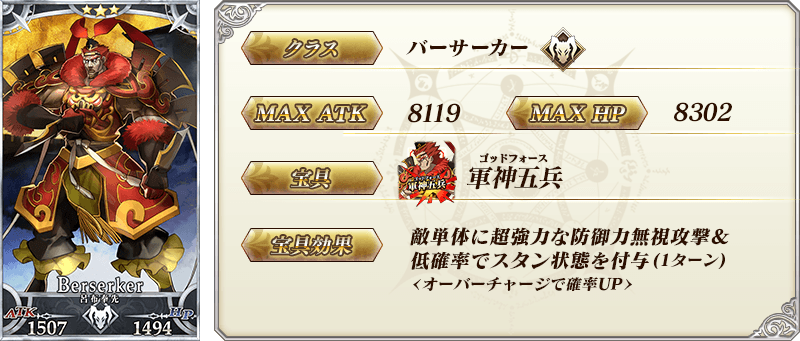 Berserker
呂布奉先
ATK
HP
1507
1494
クラス
バーサーカー
MAX ATK
8119
MAX HP
8302
宝具
軍神五兵
ゴッドフォース
軍神五兵
宝具効果
敵単体に超強力な防御力無視攻撃&
低確率でスタン状態を付与(1ターン)
<オーバーチャージで確率UP>